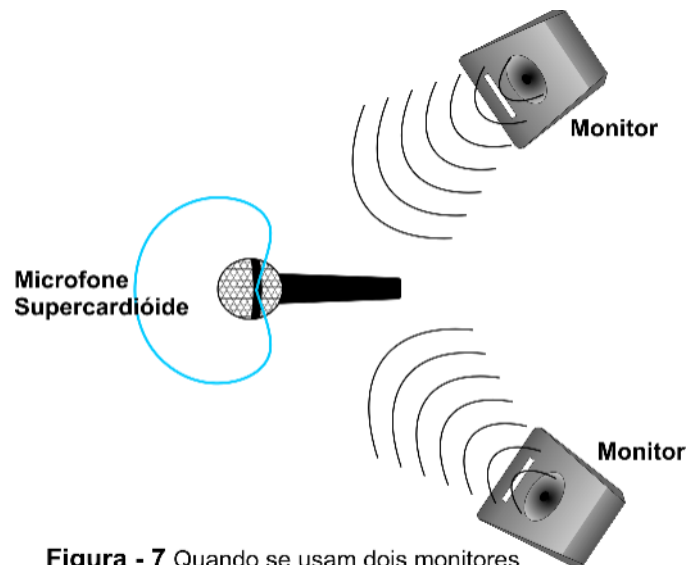 Monitor
Microfone
Supercardióide
Monitor
Figura - 7 Quando se usam dois monitores